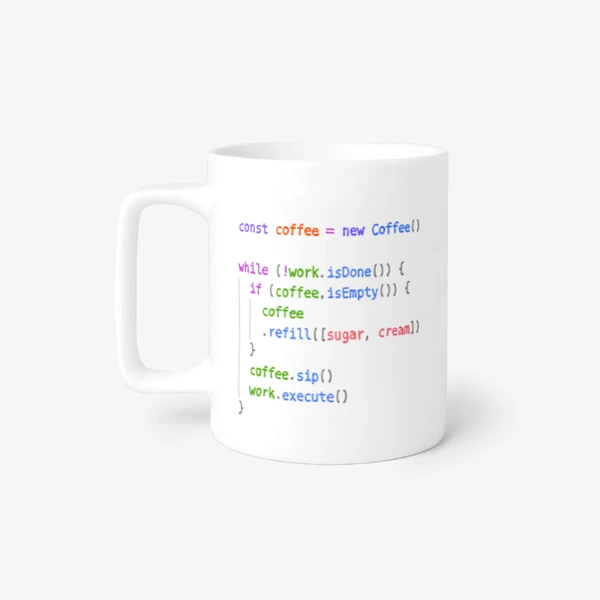 const coffee = new Coffee()
while (!work.isDone()) {
if (coffee.isEmpty()) {
coffee
.refill([sugar, cream])
}
coffee.sip()
work.execute()
}